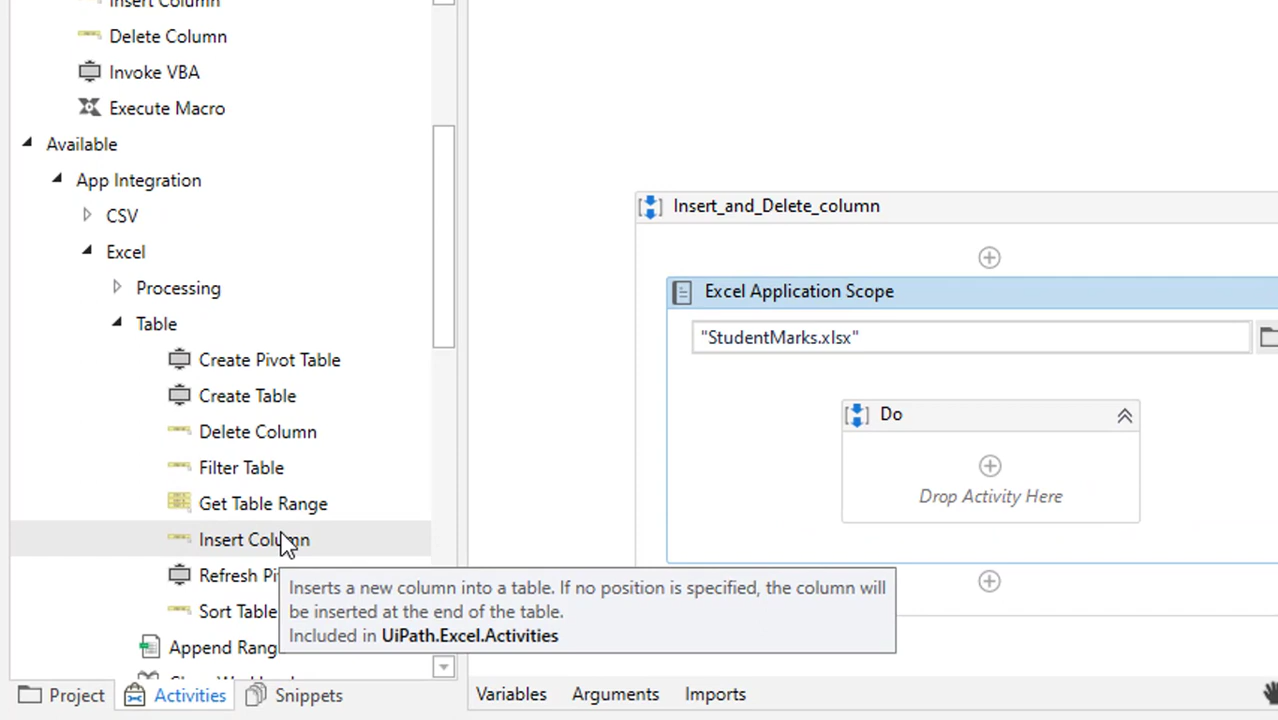 Insert Column
Delete Column
Invoke VBA
Execute Macro
Available
App Integration
CSV
Excel
Processing
Table
Create Pivot Table
Create Table
Delete Column
Filter Table
Get Table Range
Insert Column
Refresh Pi
Sort Table
Append Rang
Inserts a new column into a table. If no position is specified, the column will
be inserted at the end of the table.
Included in UiPath.Excel.Activities
Project
Activities
Snippets
Insert_and_Delete_column
Excel Application Scope
"StudentMarks.xlsx"
Do
Drop Activity Here
Variables
Arguments
Imports